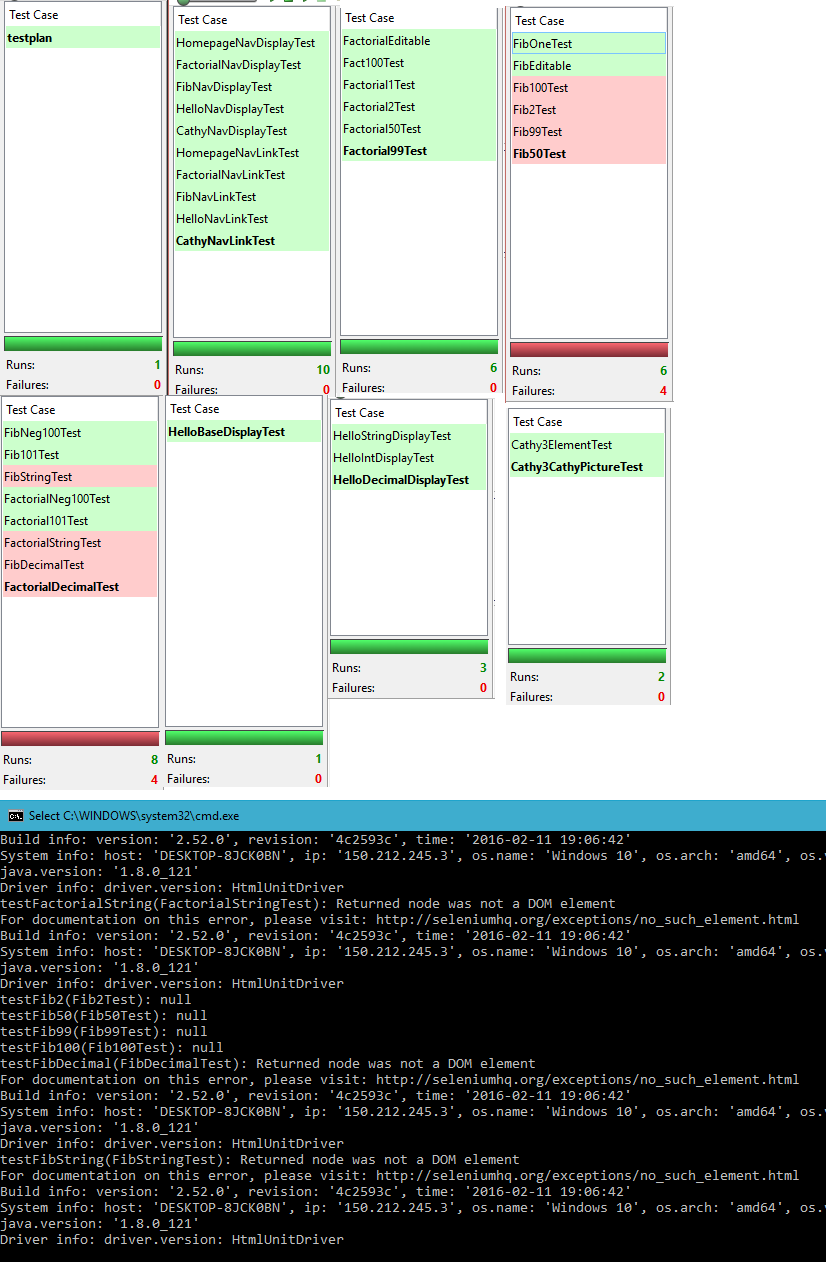 Test Case
testplan
Runs: 1
Failures: 0
Test Case
HomepageNavDisplayTest
FactorialNavDisplayTest
FibNavDisplayTest
HelloNavDisplayTest
CathyNavDisplayTest
HomepageNavLinkTest
FactorialNavLinkTest
FibNavLinkTest
HelloNavLinkTest
CathyNavLinkTest
Runs: 10
Failures: 0
Test Case
FactorialEditable
Fact100Test
Factorial1Test
Factorial2Test
Factorial50Test
Factorial99Test
Runs: 6
Failures: 0
Test Case
FibOneTest
FibEditable
Fib100Test
Fib2Test
Fib99Test
Fib50Test
Runs: 6
Failures: 4
Test Case
FibNeg100Test
Fib101Test
FibStringTest
FactorialNeg100Test
Factorial101Test
FactorialStringTest
FibDecimalTest
FactorialDecimalTest
Runs: 8
Failures: 4
Test Case
HelloBaseDisplayTest
Runs: 1
Failures: 0
Test Case
HelloStringDisplayTest
HelloIntDisplayTest
HelloDecimalDisplayTest
Runs: 3
Failures: 0
Test Case
Cathy3ElementTest
Cathy3CathyPictureTest
Runs: 2
Failures: 0
Select C:\WINDOWS\system32\cmd.exe
Build info: version: '2.52.0', revision: '4c2593c', time: '2016-02-11 19:06:42'
System info: host: 'DESKTOP-8JCK0BN', ip: '150.212.245.3', os.name: 'Windows 10', os.arch: 'amd64', os.v
java.version: '1.8.0_121'
Driver info: driver.version: HtmlUnitDriver
testFactorialString(FactorialStringTest): Returned node was not a DOM element
For documentation on this error, please visit: http://seleniumhq.org/exceptions/no_such_element.html
Build info: version: '2.52.0', revision: '4c2593c', time: '2016-02-11 19:06:42'
System info: host: 'DESKTOP-8JCK0BN', ip: '150.212.245.3', os.name: 'Windows 10', os.arch: 'amd64', os.v
java.version: '1.8.0_121'
Driver info: driver.version: HtmlUnitDriver
testFib2(Fib2Test): null
testFib50(Fib50Test): null
testFib99(Fib99Test): null
testFib100(Fib100Test): null
testFibDecimal(FibDecimalTest): Returned node was not a DOM element
For documentation on this error, please visit: http://seleniumhq.org/exceptions/no_such_element.html
Build info: version: '2.52.0', revision: '4c2593c', time: '2016-02-11 19:06:42'
System info: host: 'DESKTOP-8JCK0BN', ip: '150.212.245.3', os.name: 'Windows 10', os.arch: 'amd64', os.v
java.version: '1.8.0_121'
Driver info: driver.version: HtmlUnitDriver
testFibString(FibStringTest): Returned node was not a DOM element
For documentation on this error, please visit: http://seleniumhq.org/exceptions/no_such_element.html
Build info: version: '2.52.0', revision: '4c2593c', time: '2016-02-11 19:06:42'
System info: host: 'DESKTOP-8JCK0BN', ip: '150.212.245.3', os.name: 'Windows 10', os.arch: 'amd64', os.v
java.version: '1.8.0_121'
Driver info: driver.version: HtmlUnitDriver